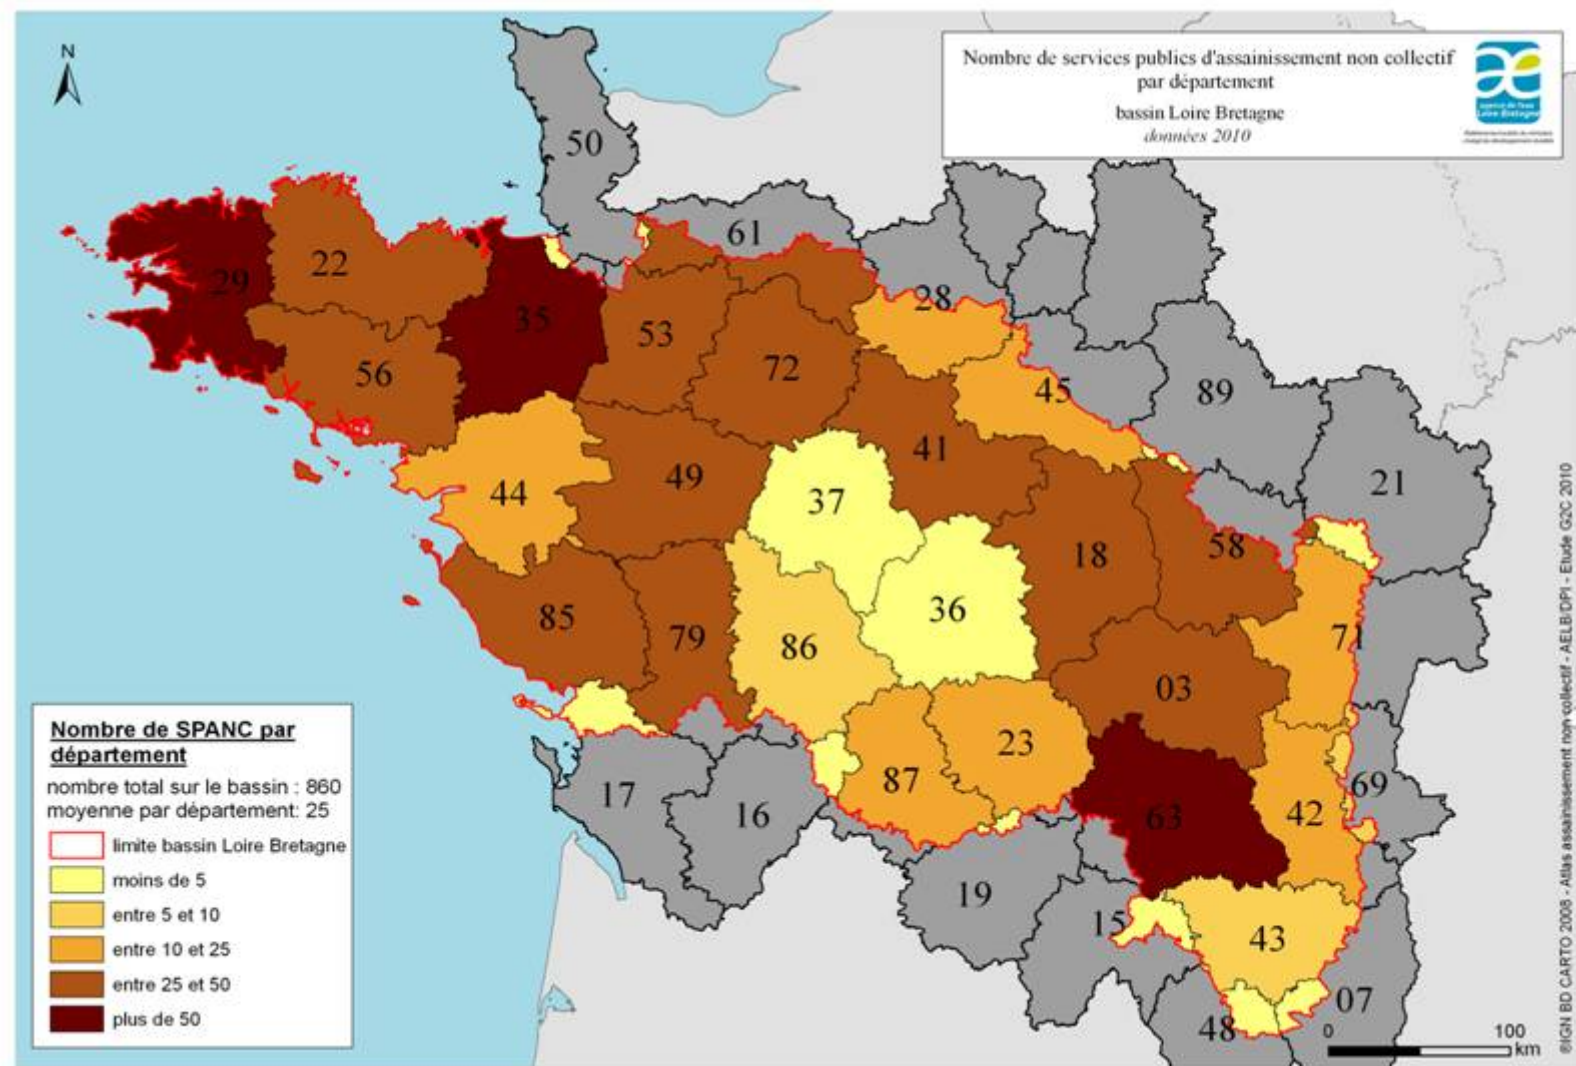 N
Nombre de services publics d'assainissement non collectif
par département
bassin Loire Bretagne
données 2010
agence de l'eau
Loire Bretagne
50
61
22
29
28
35
53
56
72
45
89
41
49
37
44
21
18
58
36
85
79
86
71
03
23
87
17
16
69
63
42
19
15
43
07
48
Nombre de SPANC par
département
nombre total sur le bassin : 860
moyenne par département: 25
limite bassin Loire Bretagne
moins de 5
entre 5 et 10
entre 10 et 25
entre 25 et 50
plus de 50
0 100
km
©IGN BD CARTO 2008 - Atlas assainissement non collectif - AELB/DPI - Etude G2C 2010